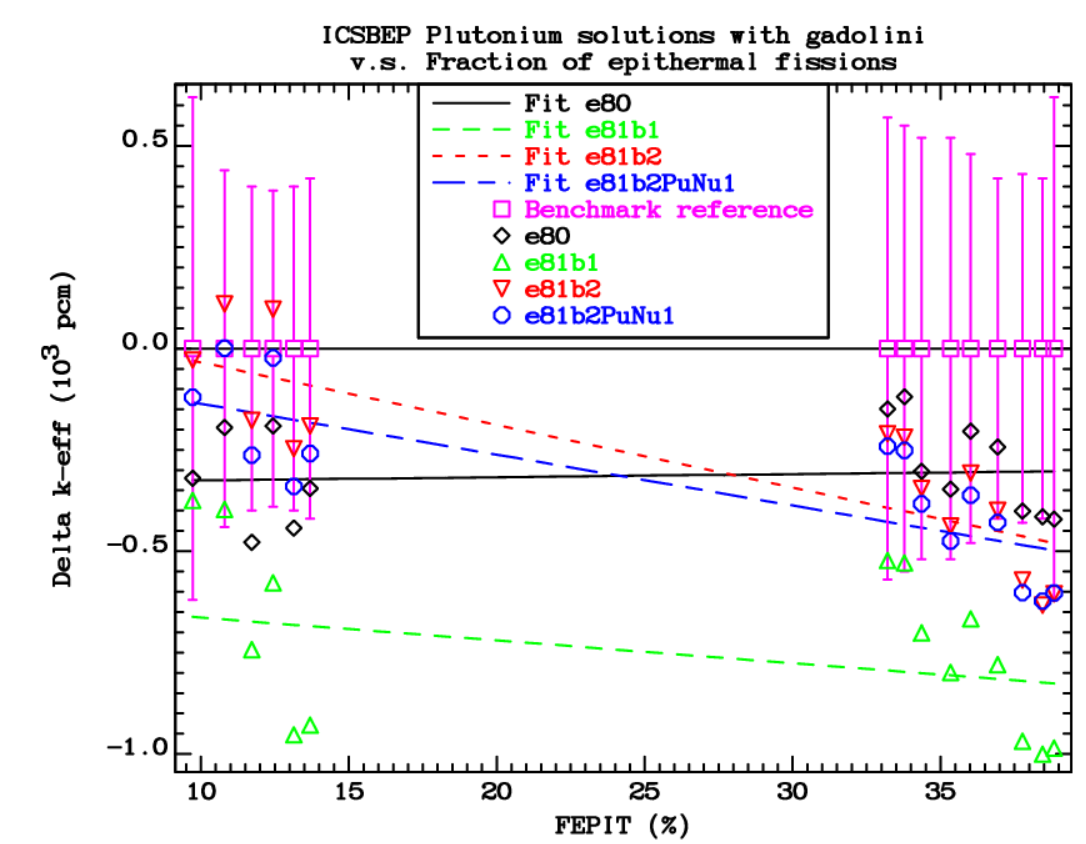 ICSBEP Plutonium solutions with gadolini
v.s. Fraction of epithermal fissions
Fit e80
Fit e81b1
Fit e81b2
Fit e81b2PuNu1
Benchmark reference
e80
e81b1
e81b2
e81b2PuNu1
Delta k-eff (10³ pcm)
0.5
0.0
-0.5
-1.0
10 15 20 25 30 35
FEPIT (%)